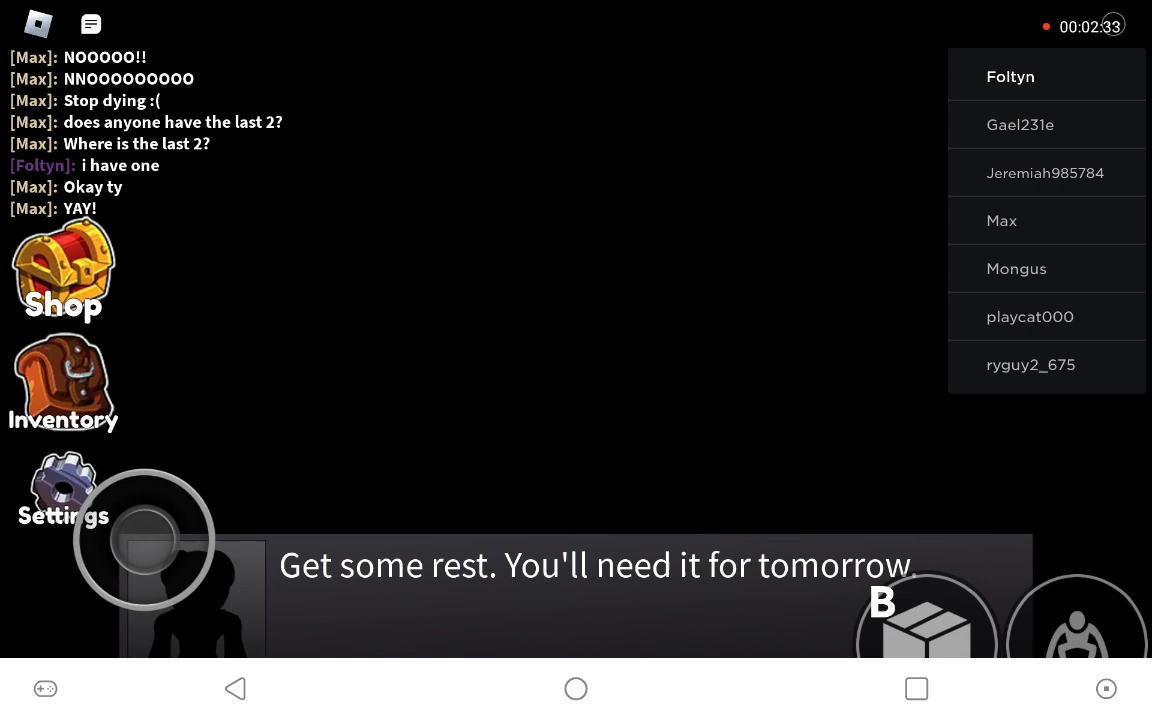 00:02:33
[Max]: NOOOOO!!
[Max]: NNOOOOOOOOO
[Max]: Stop dying :(
[Max]: does anyone have the last 2?
[Max]: Where is the last 2?
[Foltyn]: i have one
[Max]: Okay ty
[Max]: YAY!
Foltyn
Gael231e
Jeremiah985784
Max
Mongus
playcat000
ryguy2_675
Shop
Inventory
Settings
Get some rest. You'll need it for tomorrow.
B